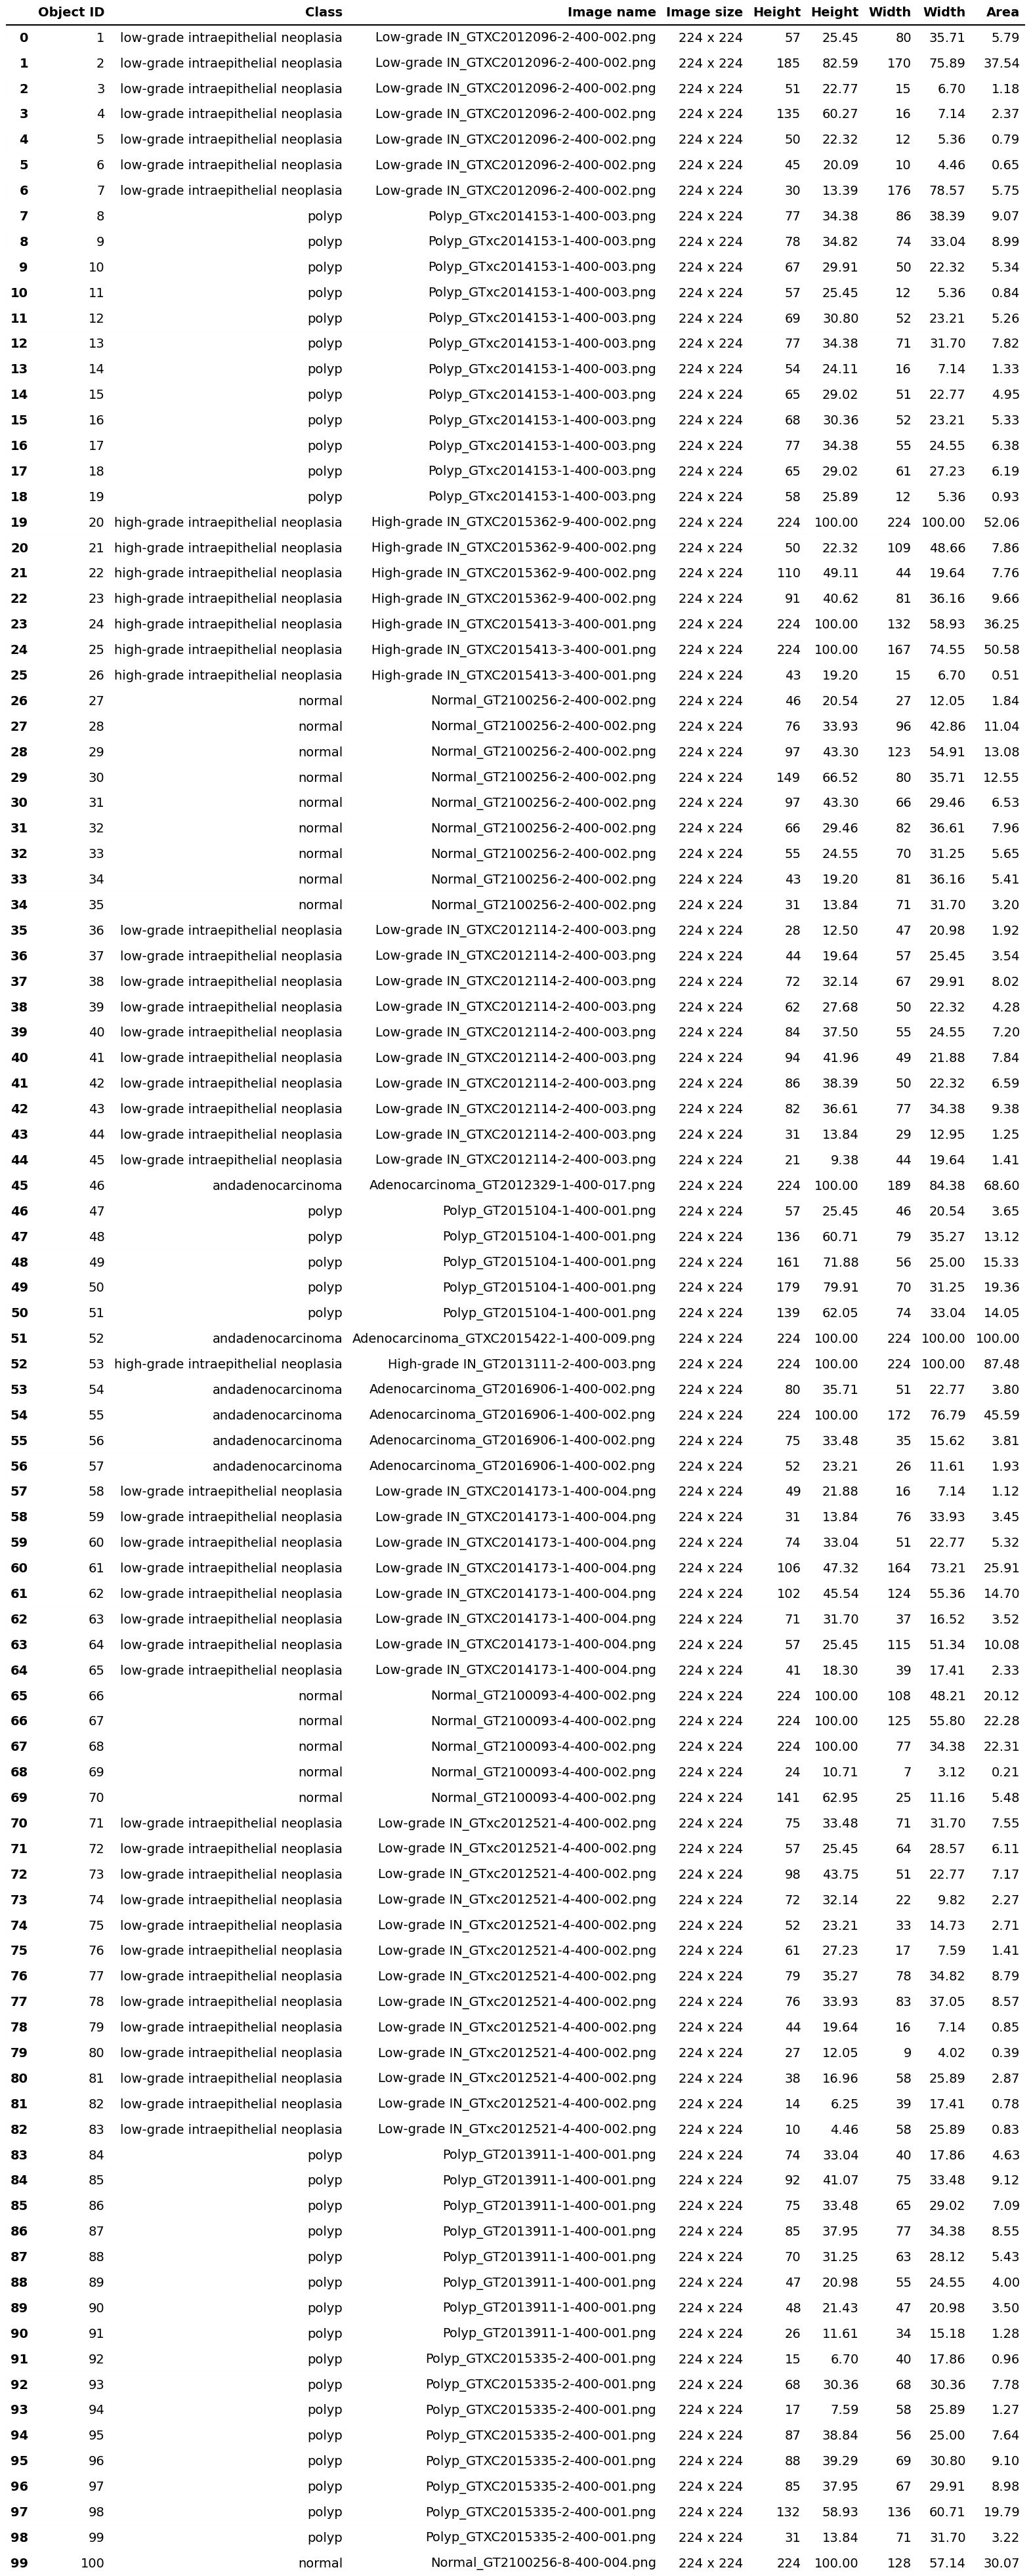 Object ID Class Image name Image size Height Height Width Width Area
0 1 low-grade intraepithelial neoplasia Low-grade IN_GTXC2012096-2-400-002.png 224 x 224 57 25.45 80 35.71 5.79
1 2 low-grade intraepithelial neoplasia Low-grade IN_GTXC2012096-2-400-002.png 224 x 224 185 82.59 170 75.89 37.54
2 3 low-grade intraepithelial neoplasia Low-grade IN_GTXC2012096-2-400-002.png 224 x 224 51 22.77 15 6.70 1.18
3 4 low-grade intraepithelial neoplasia Low-grade IN_GTXC2012096-2-400-002.png 224 x 224 135 60.27 16 7.14 2.37
4 5 low-grade intraepithelial neoplasia Low-grade IN_GTXC2012096-2-400-002.png 224 x 224 50 22.32 12 5.36 0.79
5 6 low-grade intraepithelial neoplasia Low-grade IN_GTXC2012096-2-400-002.png 224 x 224 45 20.09 10 4.46 0.65
6 7 low-grade intraepithelial neoplasia Low-grade IN_GTXC2012096-2-400-002.png 224 x 224 30 13.39 176 78.57 5.75
7 8 polyp Polyp_GTxc2014153-1-400-003.png 224 x 224 77 34.38 86 38.39 9.07
8 9 polyp Polyp_GTxc2014153-1-400-003.png 224 x 224 78 34.82 74 33.04 8.99
9 10 polyp Polyp_GTxc2014153-1-400-003.png 224 x 224 67 29.91 50 22.32 5.34
10 11 polyp Polyp_GTxc2014153-1-400-003.png 224 x 224 57 25.45 12 5.36 0.84
11 12 polyp Polyp_GTxc2014153-1-400-003.png 224 x 224 69 30.80 52 23.21 5.26
12 13 polyp Polyp_GTxc2014153-1-400-003.png 224 x 224 77 34.38 71 31.70 7.82
13 14 polyp Polyp_GTxc2014153-1-400-003.png 224 x 224 54 24.11 16 7.14 1.33
14 15 polyp Polyp_GTxc2014153-1-400-003.png 224 x 224 65 29.02 51 22.77 4.95
15 16 polyp Polyp_GTxc2014153-1-400-003.png 224 x 224 68 30.36 52 23.21 5.33
16 17 polyp Polyp_GTxc2014153-1-400-003.png 224 x 224 77 34.38 55 24.55 6.38
17 18 polyp Polyp_GTxc2014153-1-400-003.png 224 x 224 65 29.02 61 27.23 6.19
18 19 polyp Polyp_GTxc2014153-1-400-003.png 224 x 224 58 25.89 12 5.36 0.93
19 20 high-grade intraepithelial neoplasia High-grade IN_GTXC2015362-9-400-002.png 224 x 224 224 100.00 224 100.00 52.06
20 21 high-grade intraepithelial neoplasia High-grade IN_GTXC2015362-9-400-002.png 224 x 224 50 22.32 109 48.66 7.86
21 22 high-grade intraepithelial neoplasia High-grade IN_GTXC2015362-9-400-002.png 224 x 224 110 49.11 44 19.64 7.76
22 23 high-grade intraepithelial neoplasia High-grade IN_GTXC2015362-9-400-002.png 224 x 224 91 40.62 81 36.16 9.66
23 24 high-grade intraepithelial neoplasia High-grade IN_GTXC2015413-3-400-001.png 224 x 224 224 100.00 132 58.93 36.25
24 25 high-grade intraepithelial neoplasia High-grade IN_GTXC2015413-3-400-001.png 224 x 224 224 100.00 167 74.55 50.58
25 26 high-grade intraepithelial neoplasia High-grade IN_GTXC2015413-3-400-001.png 224 x 224 43 19.20 15 6.70 0.51
26 27 normal Normal_GT2100256-2-400-002.png 224 x 224 46 20.54 27 12.05 1.84
27 28 normal Normal_GT2100256-2-400-002.png 224 x 224 76 33.93 96 42.86 11.04
28 29 normal Normal_GT2100256-2-400-002.png 224 x 224 97 43.30 123 54.91 13.08
29 30 normal Normal_GT2100256-2-400-002.png 224 x 224 149 66.52 80 35.71 12.55
30 31 normal Normal_GT2100256-2-400-002.png 224 x 224 97 43.30 66 29.46 6.53
31 32 normal Normal_GT2100256-2-400-002.png 224 x 224 66 29.46 82 36.61 7.96
32 33 normal Normal_GT2100256-2-400-002.png 224 x 224 55 24.55 70 31.25 5.65
33 34 normal Normal_GT2100256-2-400-002.png 224 x 224 43 19.20 81 36.16 5.41
34 35 normal Normal_GT2100256-2-400-002.png 224 x 224 31 13.84 71 31.70 3.20
35 36 low-grade intraepithelial neoplasia Low-grade IN_GTXC2012114-2-400-003.png 224 x 224 28 12.50 47 20.98 1.92
36 37 low-grade intraepithelial neoplasia Low-grade IN_GTXC2012114-2-400-003.png 224 x 224 44 19.64 57 25.45 3.54
37 38 low-grade intraepithelial neoplasia Low-grade IN_GTXC2012114-2-400-003.png 224 x 224 72 32.14 67 29.91 8.02
38 39 low-grade intraepithelial neoplasia Low-grade IN_GTXC2012114-2-400-003.png 224 x 224 62 27.68 50 22.32 4.28
39 40 low-grade intraepithelial neoplasia Low-grade IN_GTXC2012114-2-400-003.png 224 x 224 84 37.50 55 24.55 7.20
40 41 low-grade intraepithelial neoplasia Low-grade IN_GTXC2012114-2-400-003.png 224 x 224 94 41.96 49 21.88 7.84
41 42 low-grade intraepithelial neoplasia Low-grade IN_GTXC2012114-2-400-003.png 224 x 224 86 38.39 50 22.32 6.59
42 43 low-grade intraepithelial neoplasia Low-grade IN_GTXC2012114-2-400-003.png 224 x 224 82 36.61 77 34.38 9.38
43 44 low-grade intraepithelial neoplasia Low-grade IN_GTXC2012114-2-400-003.png 224 x 224 31 13.84 29 12.95 1.25
44 45 low-grade intraepithelial neoplasia Low-grade IN_GTXC2012114-2-400-003.png 224 x 224 21 9.38 44 19.64 1.41
45 46 andadenocarcinoma Adenocarcinoma_GT2012329-1-400-017.png 224 x 224 224 100.00 189 84.38 68.60
46 47 polyp Polyp_GT2015104-1-400-001.png 224 x 224 57 25.45 46 20.54 3.65
47 48 polyp Polyp_GT2015104-1-400-001.png 224 x 224 136 60.71 79 35.27 13.12
48 49 polyp Polyp_GT2015104-1-400-001.png 224 x 224 161 71.88 56 25.00 15.33
49 50 polyp Polyp_GT2015104-1-400-001.png 224 x 224 179 79.91 70 31.25 19.36
50 51 polyp Polyp_GT2015104-1-400-001.png 224 x 224 139 62.05 74 33.04 14.05
51 52 andadenocarcinoma Adenocarcinoma_GTXC2015422-1-400-009.png 224 x 224 224 100.00 224 100.00 100.00
52 53 high-grade intraepithelial neoplasia High-grade IN_GT2013111-2-400-003.png 224 x 224 224 100.00 224 100.00 87.48
53 54 andadenocarcinoma Adenocarcinoma_GT2016906-1-400-002.png 224 x 224 80 35.71 51 22.77 3.80
54 55 andadenocarcinoma Adenocarcinoma_GT2016906-1-400-002.png 224 x 224 224 100.00 172 76.79 45.59
55 56 andadenocarcinoma Adenocarcinoma_GT2016906-1-400-002.png 224 x 224 75 33.48 35 15.62 3.81
56 57 andadenocarcinoma Adenocarcinoma_GT2016906-1-400-002.png 224 x 224 52 23.21 26 11.61 1.93
57 58 low-grade intraepithelial neoplasia Low-grade IN_GTXC2014173-1-400-004.png 224 x 224 49 21.88 16 7.14 1.12
58 59 low-grade intraepithelial neoplasia Low-grade IN_GTXC2014173-1-400-004.png 224 x 224 31 13.84 76 33.93 3.45
59 60 low-grade intraepithelial neoplasia Low-grade IN_GTXC2014173-1-400-004.png 224 x 224 74 33.04 51 22.77 5.32
60 61 low-grade intraepithelial neoplasia Low-grade IN_GTXC2014173-1-400-004.png 224 x 224 106 47.32 164 73.21 25.91
61 62 low-grade intraepithelial neoplasia Low-grade IN_GTXC2014173-1-400-004.png 224 x 224 102 45.54 124 55.36 14.70
62 63 low-grade intraepithelial neoplasia Low-grade IN_GTXC2014173-1-400-004.png 224 x 224 71 31.70 37 16.52 3.52
63 64 low-grade intraepithelial neoplasia Low-grade IN_GTXC2014173-1-400-004.png 224 x 224 57 25.45 115 51.34 10.08
64 65 low-grade intraepithelial neoplasia Low-grade IN_GTXC2014173-1-400-004.png 224 x 224 41 18.30 39 17.41 2.33
65 66 normal Normal_GT2100093-4-400-002.png 224 x 224 224 100.00 108 48.21 20.12
66 67 normal Normal_GT2100093-4-400-002.png 224 x 224 224 100.00 125 55.80 22.28
67 68 normal Normal_GT2100093-4-400-002.png 224 x 224 224 100.00 77 34.38 22.31
68 69 normal Normal_GT2100093-4-400-002.png 224 x 224 24 10.71 7 3.12 0.21
69 70 normal Normal_GT2100093-4-400-002.png 224 x 224 141 62.95 25 11.16 5.48
70 71 low-grade intraepithelial neoplasia Low-grade IN_GTxc2012521-4-400-002.png 224 x 224 75 33.48 71 31.70 7.55
71 72 low-grade intraepithelial neoplasia Low-grade IN_GTxc2012521-4-400-002.png 224 x 224 57 25.45 64 28.57 6.11
72 73 low-grade intraepithelial neoplasia Low-grade IN_GTxc2012521-4-400-002.png 224 x 224 98 43.75 51 22.77 7.17
73 74 low-grade intraepithelial neoplasia Low-grade IN_GTxc2012521-4-400-002.png 224 x 224 72 32.14 22 9.82 2.27
74 75 low-grade intraepithelial neoplasia Low-grade IN_GTxc2012521-4-400-002.png 224 x 224 52 23.21 33 14.73 2.71
75 76 low-grade intraepithelial neoplasia Low-grade IN_GTxc2012521-4-400-002.png 224 x 224 61 27.23 17 7.59 1.41
76 77 low-grade intraepithelial neoplasia Low-grade IN_GTxc2012521-4-400-002.png 224 x 224 79 35.27 78 34.82 8.79
77 78 low-grade intraepithelial neoplasia Low-grade IN_GTxc2012521-4-400-002.png 224 x 224 76 33.93 83 37.05 8.57
78 79 low-grade intraepithelial neoplasia Low-grade IN_GTxc2012521-4-400-002.png 224 x 224 44 19.64 16 7.14 0.85
79 80 low-grade intraepithelial neoplasia Low-grade IN_GTxc2012521-4-400-002.png 224 x 224 27 12.05 9 4.02 0.39
80 81 low-grade intraepithelial neoplasia Low-grade IN_GTxc2012521-4-400-002.png 224 x 224 38 16.96 58 25.89 2.87
81 82 low-grade intraepithelial neoplasia Low-grade IN_GTxc2012521-4-400-002.png 224 x 224 14 6.25 39 17.41 0.78
82 83 low-grade intraepithelial neoplasia Low-grade IN_GTxc2012521-4-400-002.png 224 x 224 10 4.46 58 25.89 0.83
83 84 polyp Polyp_GT2013911-1-400-001.png 224 x 224 74 33.04 40 17.86 4.63
84 85 polyp Polyp_GT2013911-1-400-001.png 224 x 224 92 41.07 75 33.48 9.12
85 86 polyp Polyp_GT2013911-1-400-001.png 224 x 224 75 33.48 65 29.02 7.09
86 87 polyp Polyp_GT2013911-1-400-001.png 224 x 224 85 37.95 77 34.38 8.55
87 88 polyp Polyp_GT2013911-1-400-001.png 224 x 224 70 31.25 63 28.12 5.43
88 89 polyp Polyp_GT2013911-1-400-001.png 224 x 224 47 20.98 55 24.55 4.00
89 90 polyp Polyp_GT2013911-1-400-001.png 224 x 224 48 21.43 47 20.98 3.50
90 91 polyp Polyp_GT2013911-1-400-001.png 224 x 224 26 11.61 34 15.18 1.28
91 92 polyp Polyp_GTXC2015335-2-400-001.png 224 x 224 15 6.70 40 17.86 0.96
92 93 polyp Polyp_GTXC2015335-2-400-001.png 224 x 224 68 30.36 68 30.36 7.78
93 94 polyp Polyp_GTXC2015335-2-400-001.png 224 x 224 17 7.59 58 25.89 1.27
94 95 polyp Polyp_GTXC2015335-2-400-001.png 224 x 224 87 38.84 56 25.00 7.64
95 96 polyp Polyp_GTXC2015335-2-400-001.png 224 x 224 88 39.29 69 30.80 9.10
96 97 polyp Polyp_GTXC2015335-2-400-001.png 224 x 224 85 37.95 67 29.91 8.98
97 98 polyp Polyp_GTXC2015335-2-400-001.png 224 x 224 132 58.93 136 60.71 19.79
98 99 polyp Polyp_GTXC2015335-2-400-001.png 224 x 224 31 13.84 71 31.70 3.22
99 100 normal Normal_GT2100256-8-400-004.png 224 x 224 224 100.00 128 57.14 30.07